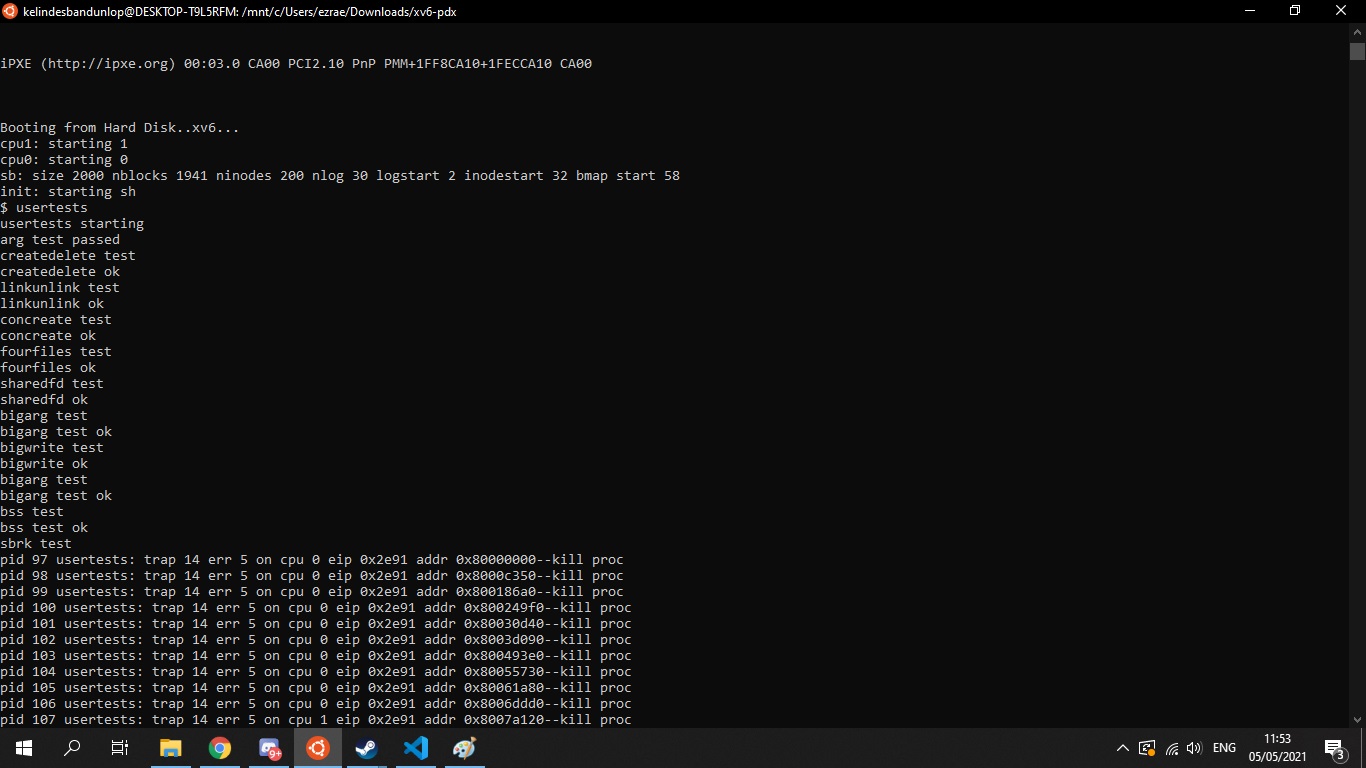 kelindesbandunlop@DESKTOP-T9L5RFM: /mnt/c/Users/ezrae/Downloads/xv6-pdx
iPXE (http://ipxe.org) 00:03.0 CA00 PCI2.10 PnP PMM+1FF8CA10+1FECCA10 CA00
Booting from Hard Disk..xv6...
cpu1: starting 1
cpu0: starting 0
sb: size 2000 nblocks 1941 ninodes 200 nlog 30 logstart 2 inodestart 32 bmap start 58
init: starting sh
$ usertests
usertests starting
arg test passed
createdelete test
createdelete ok
linkunlink test
linkunlink ok
concreate test
concreate ok
fourfiles test
fourfiles ok
sharedfd test
sharedfd ok
bigarg test
bigarg test ok
bigwrite test
bigwrite ok
bigarg test
bigarg test ok
bss test
bss test ok
sbrk test
pid 97 usertests: trap 14 err 5 on cpu 0 eip 0x2e91 addr 0x80000000--kill proc
pid 98 usertests: trap 14 err 5 on cpu 0 eip 0x2e91 addr 0x8000c350--kill proc
pid 99 usertests: trap 14 err 5 on cpu 0 eip 0x2e91 addr 0x800186a0--kill proc
pid 100 usertests: trap 14 err 5 on cpu 0 eip 0x2e91 addr 0x800249f0--kill proc
pid 101 usertests: trap 14 err 5 on cpu 0 eip 0x2e91 addr 0x80030d40--kill proc
pid 102 usertests: trap 14 err 5 on cpu 0 eip 0x2e91 addr 0x8003d090--kill proc
pid 103 usertests: trap 14 err 5 on cpu 0 eip 0x2e91 addr 0x800493e0--kill proc
pid 104 usertests: trap 14 err 5 on cpu 0 eip 0x2e91 addr 0x80055730--kill proc
pid 105 usertests: trap 14 err 5 on cpu 0 eip 0x2e91 addr 0x80061a80--kill proc
pid 106 usertests: trap 14 err 5 on cpu 0 eip 0x2e91 addr 0x8006ddd0--kill proc
pid 107 usertests: trap 14 err 5 on cpu 1 eip 0x2e91 addr 0x8007a120--kill proc
9+
ENG
11:53
05/05/2021
3